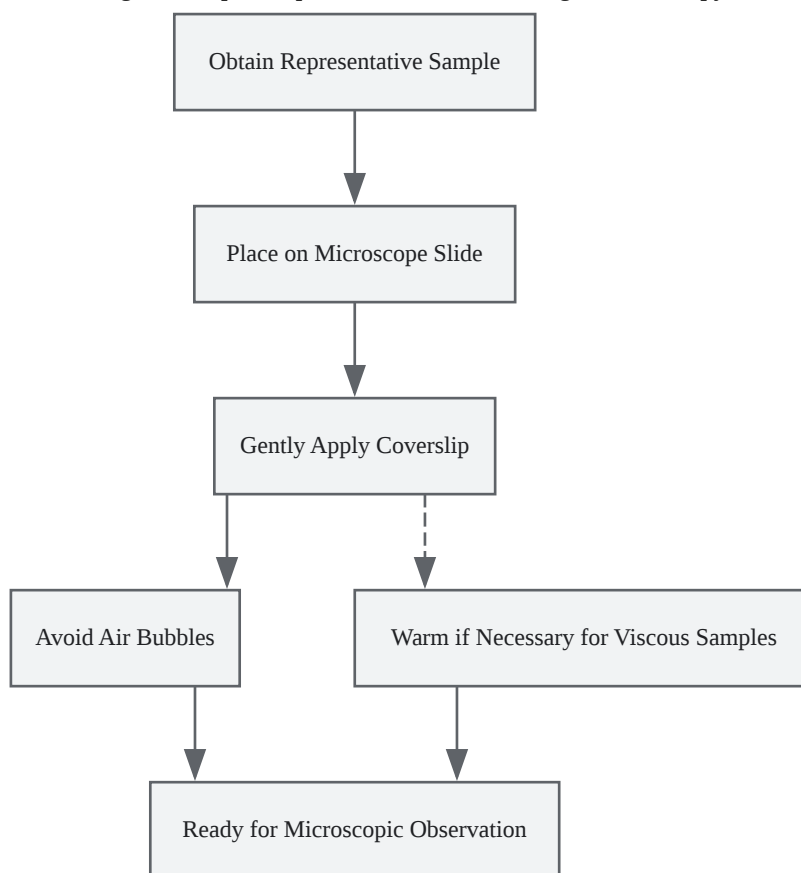 Obtain Representative Sample
Place on Microscope Slide
Gently Apply Coverslip
Avoid Air Bubbles
Warm if Necessary for Viscous Samples
Ready for Microscopic Observation